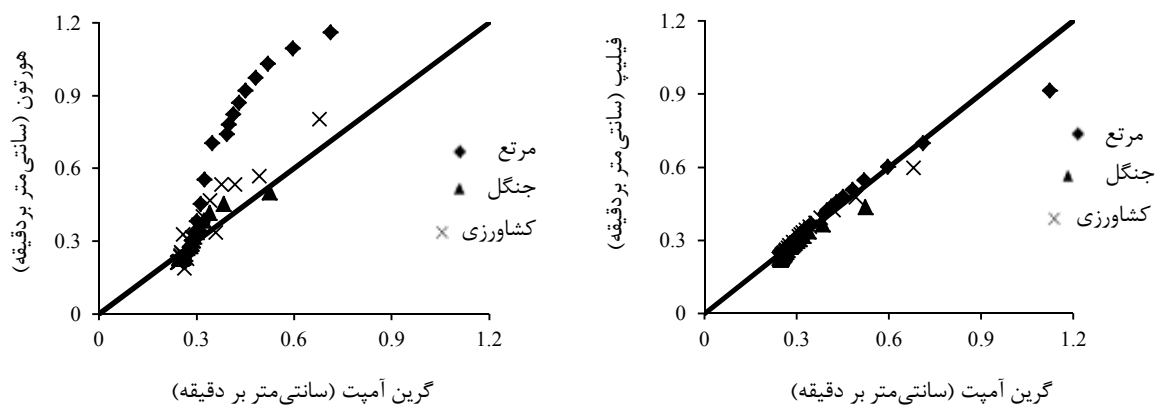 1.2
0.9
0.6
0.3
0
هورتون (سانتی‌متر بردقیقه)
مرتع
جنگل
کشاورزی
0 0.3 0.6 0.9 1.2
گرین آمپت (سانتی‌متر بر دقیقه)
1.2
0.9
0.6
0.3
0
فیلیپ (سانتی‌متر بردقیقه)
مرتع
جنگل
کشاورزی
0 0.3 0.6 0.9 1.2
گرین آمپت (سانتی‌متر بر دقیقه)